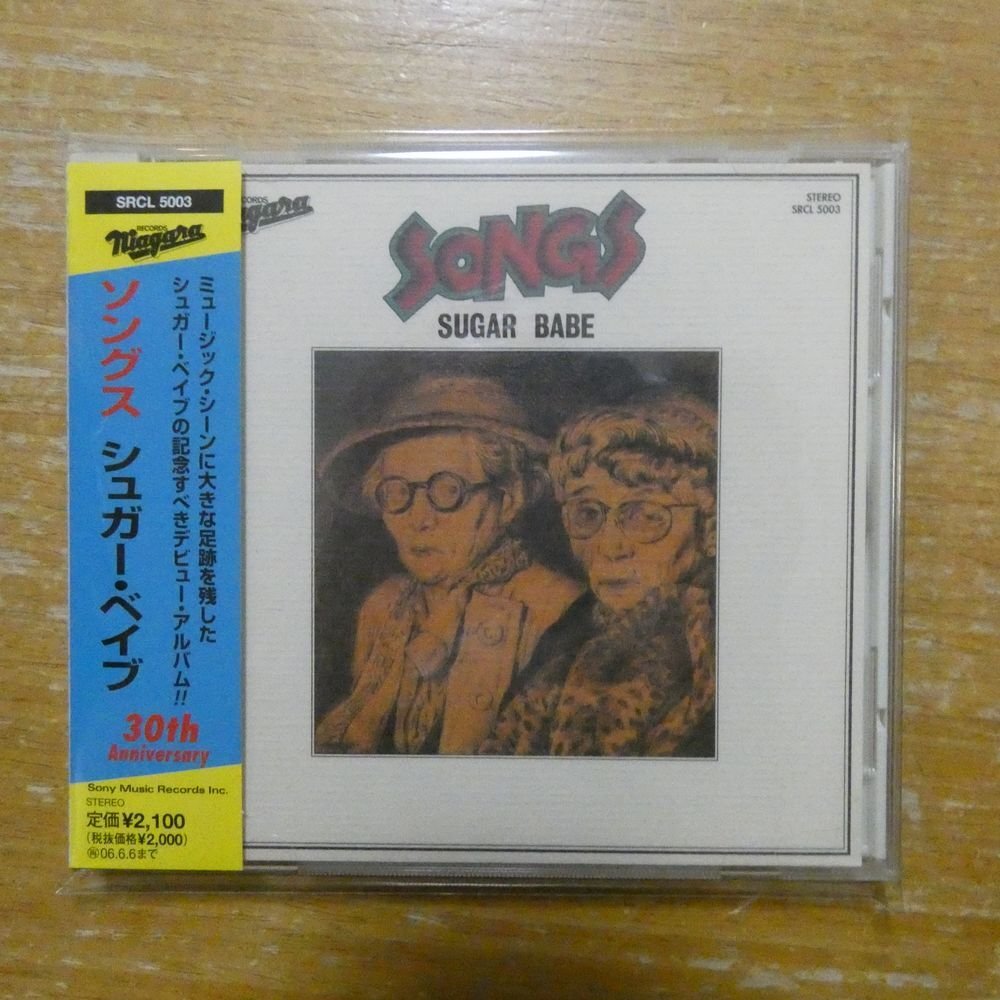 SRCL 5003
RECORDS
Niagara
ミュージック・シーンに大きな足跡を残した
シュガー・ベイブの記念すべきデビュー・アルバム!!
ソングス シュガー・ベイブ
30th
Anniversary
Sony Music Records Inc.
STEREO
定価¥2,100
(税抜価格¥2,000)
㊗06.6.6まで
STEREO
SRCL 5003
SONGS
SUGAR BABE